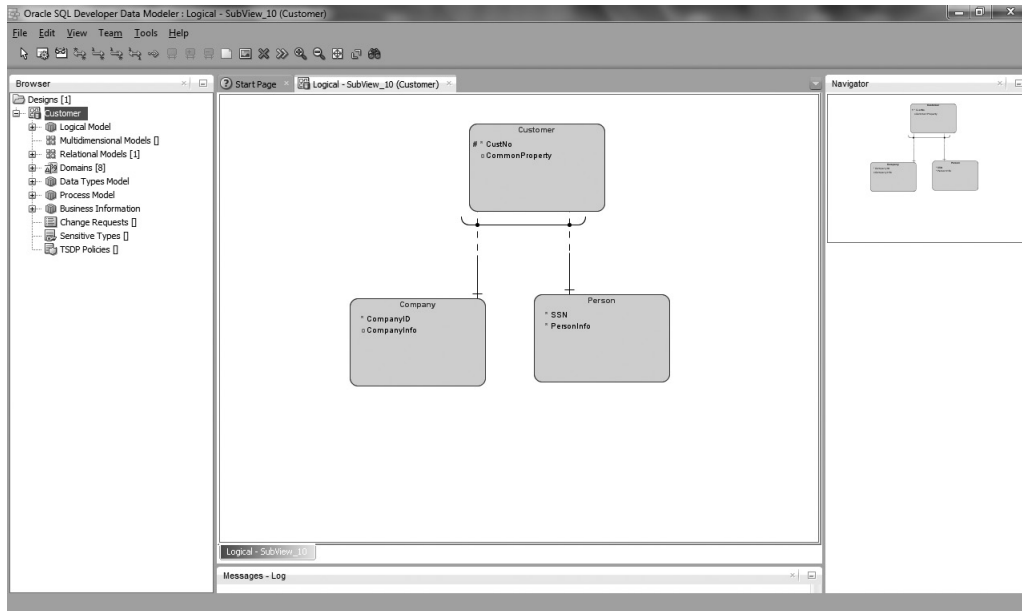 Oracle SQL Developer Data Modeler : Logical - SubView_10 (Customer)
File Edit View Team Tools Help
Browser
Designs [1]
Customer
Logical Model
Multidimensional Models []
Relational Models [1]
Domains [8]
Data Types Model
Process Model
Business Information
Change Requests []
Sensitive Types []
TSDP Policies []
Start Page
Logical - SubView_10 (Customer)
Customer
# * CustNo
o CommonProperty
Company
* CompanyID
o CompanyInfo
Person
* SSN
* PersonInfo
Logical - SubView_10
Messages - Log
Navigator